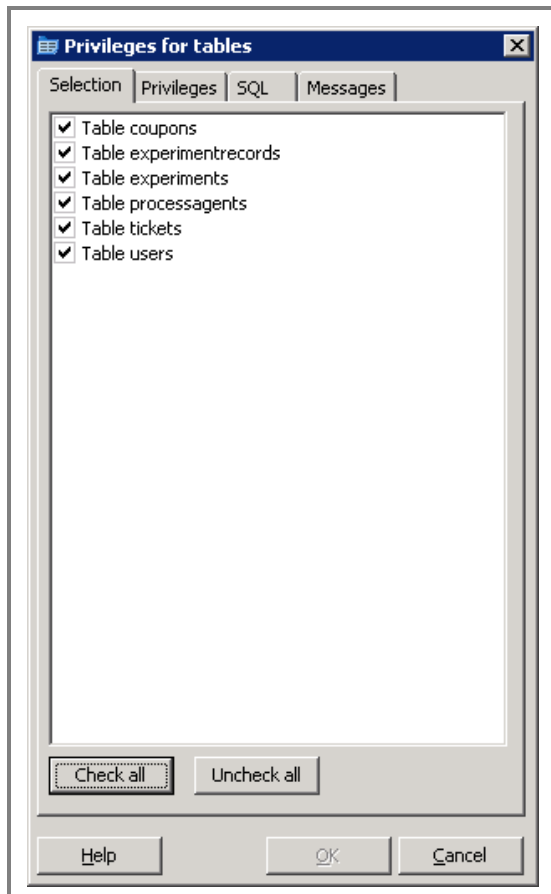 Privileges for tables
Selection Privileges SQL Messages
Table coupons
Table experimentrecords
Table experiments
Table processagents
Table tickets
Table users
Check all Uncheck all
Help OK Cancel